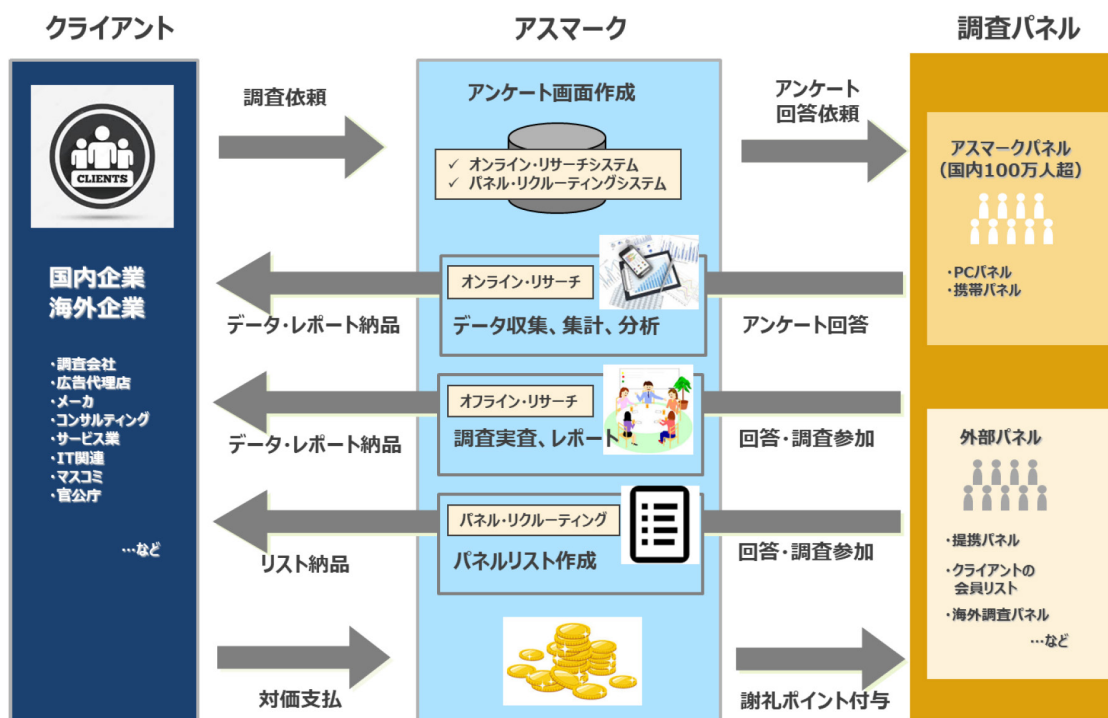 クライアント
アスマーク
調査パネル
CLIENTS
国内企業
海外企業
・調査会社
・広告代理店
・メーカ
・コンサルティング
・サービス業
・IT関連
・マスコミ
・官公庁
…など
調査依頼
データ・レポート納品
データ・レポート納品
リスト納品
対価支払
アンケート画面作成
✓ オンライン・リサーチシステム
✓ パネル・リクルーティングシステム
オンライン・リサーチ
データ収集、集計、分析
オフライン・リサーチ
調査実査、レポート
パネル・リクルーティング
パネルリスト作成
アンケート
回答依頼
アンケート回答
回答・調査参加
回答・調査参加
謝礼ポイント付与
アスマークパネル
（国内100万人超）
・PCパネル
・携帯パネル
外部パネル
・提携パネル
・クライアントの
会員リスト
・海外調査パネル
…など